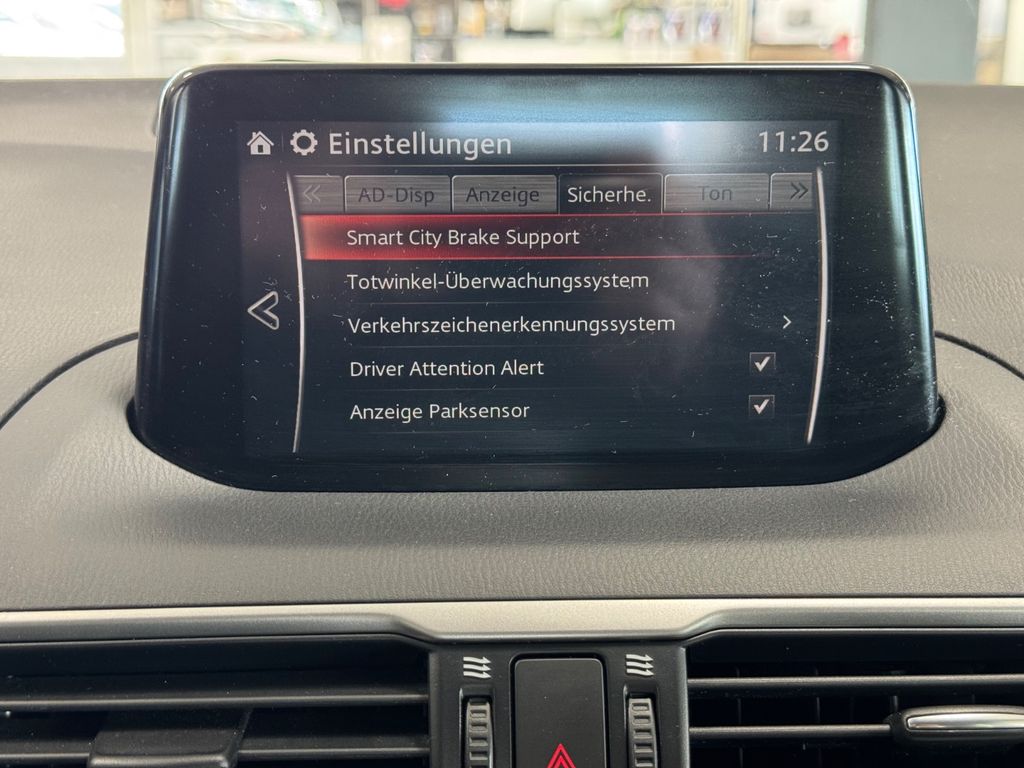 Einstellungen 11:26
AD-Disp Anzeige Sicherhe. Ton
Smart City Brake Support
Totwinkel-Überwachungssystem
Verkehrszeichenerkennungssystem
Driver Attention Alert
Anzeige Parksensor